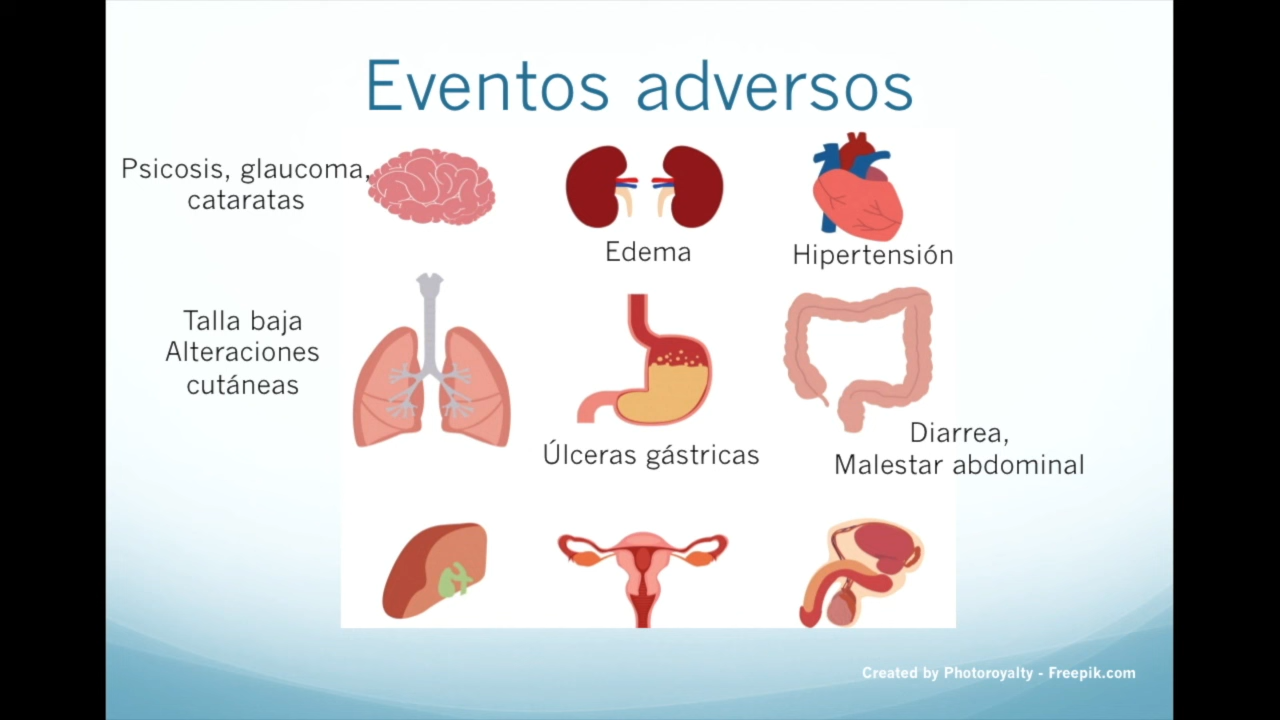 Eventos adversos
Psicosis, glaucoma,
cataratas
Edema
Hipertensión
Talla baja
Alteraciones
cutáneas
Úlceras gástricas
Diarrea,
Malestar abdominal
Created by Photoroyalty - Freepik.com